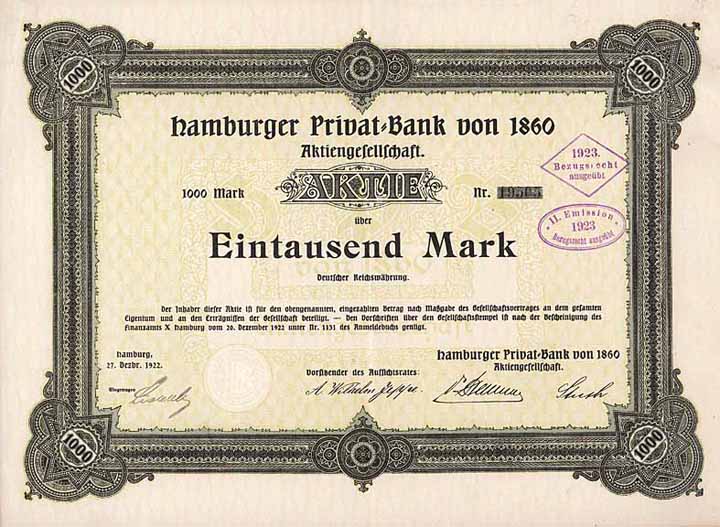 1000
1000
Hamburger Privat-Bank von 1860
Aktiengesellschaft.
1000 Mark
AKTIE
Nr.
über
Eintausend Mark
Deutscher Reichswährung.
1923.
Bezugsrecht
ausgeübt
II. Emission
1923
Bezugsrecht ausgeübt
Der Inhaber dieser Aktie ist für den obengenannten, eingezahlten Betrag nach Maßgabe des Gesellschaftsvertrages an dem gesamten
Eigentum und an den Erträgnissen der Gesellschaft beteiligt. — Den Vorschriften über den Gesellschaftsstempel ist nach der Bescheinigung des
Finanzamts X Hamburg vom 20. Dezember 1922 unter Nr. 1131 des Anmeldebuchs genügt.
Hamburg,
27. Dezbr. 1922.
Eingetragen
Vorsitzender des Aufsichtsrates:
Hamburger Privat-Bank von 1860
Aktiengesellschaft.
1000
1000